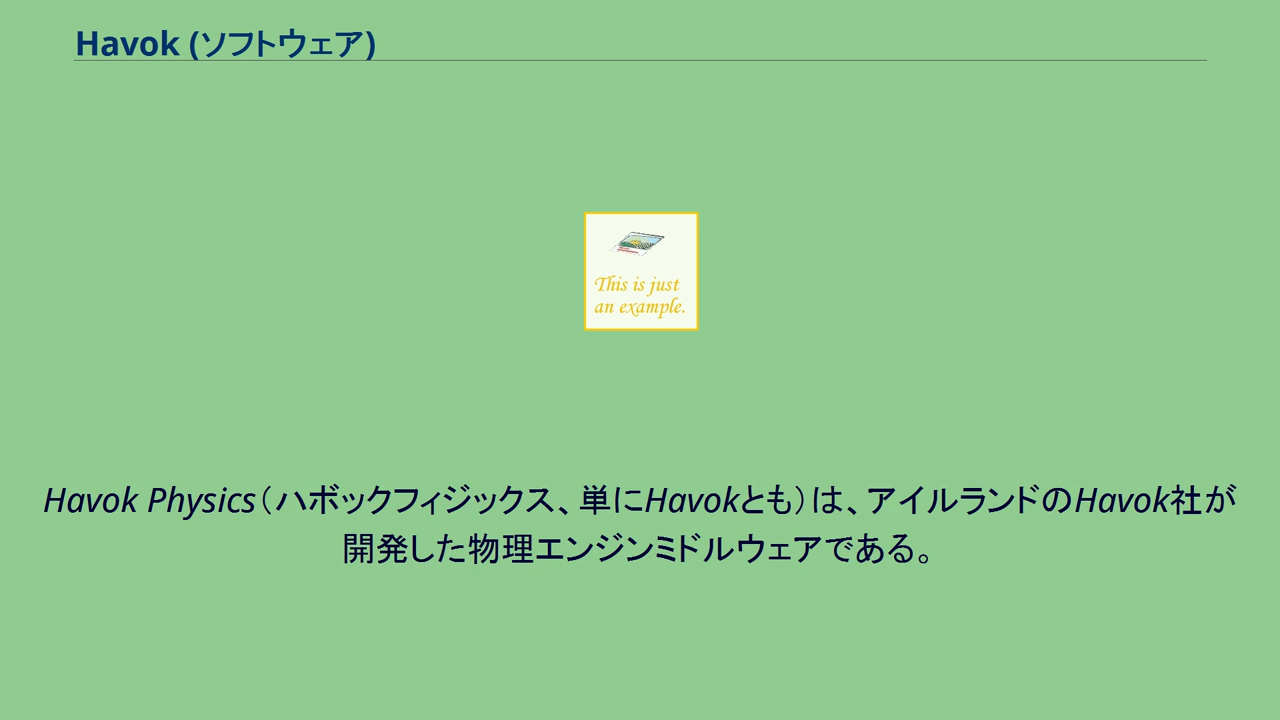 Havok (ソフトウェア)
This is just
an example.
Havok Physics（ハボックフィジックス、単にHavokとも）は、アイルランドのHavok社が
開発した物理エンジンミドルウェアである。